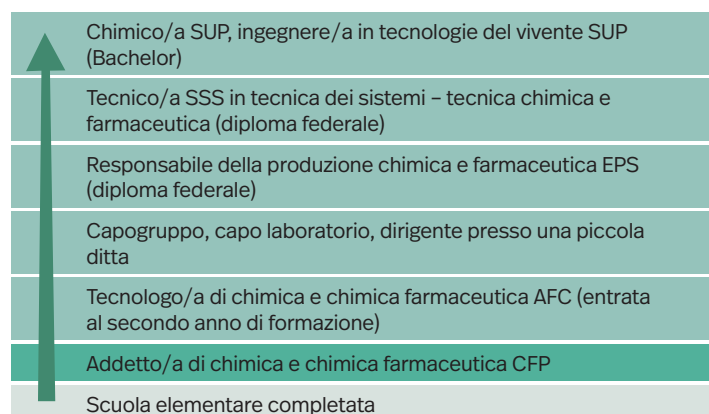 Chimico/a SUP, ingegnere/a in tecnologie del vivente SUP
(Bachelor)
Tecnico/a SSS in tecnica dei sistemi – tecnica chimica e
farmaceutica (diploma federale)
Responsabile della produzione chimica e farmaceutica EPS
(diploma federale)
Capogruppo, capo laboratorio, dirigente presso una piccola
ditta
Tecnologo/a di chimica e chimica farmaceutica AFC (entrata
al secondo anno di formazione)
Addetto/a di chimica e chimica farmaceutica CFP
Scuola elementare completata